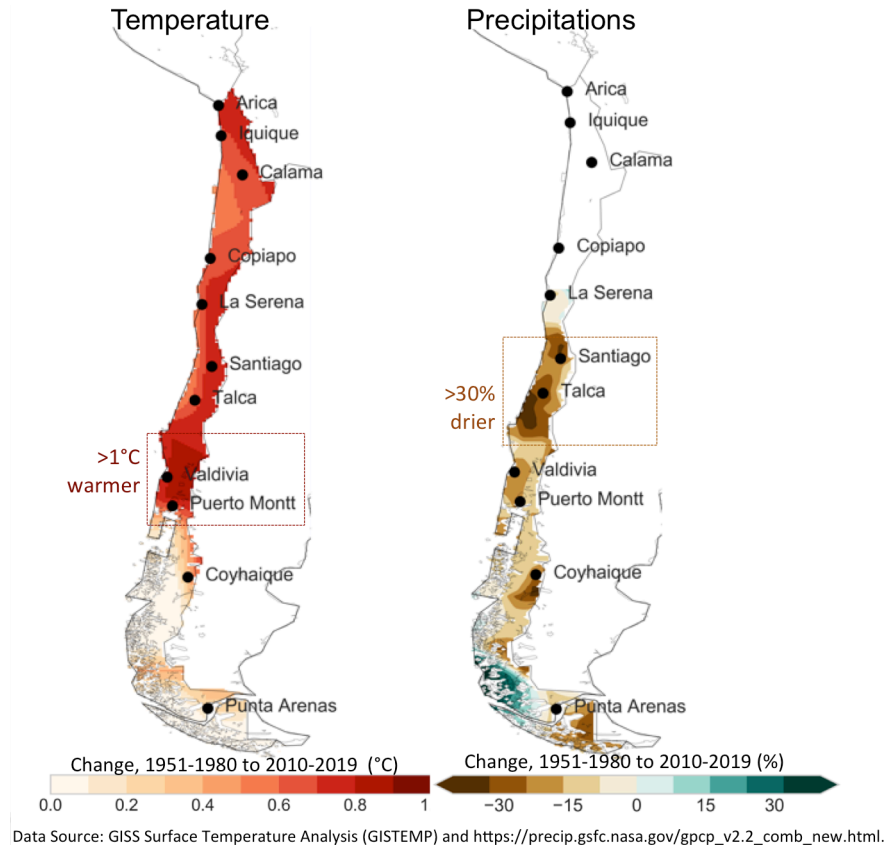 Temperature
Arica
Iquique
Calama
Copiapo
La Serena
Santiago
Talca
>1°C
warmer
Valdivia
Puerto Montt
Coyhaique
Punta Arenas
Change, 1951-1980 to 2010-2019 (°C)
0.0 0.2 0.4 0.6 0.8 1
Precipitations
Arica
Iquique
Calama
Copiapo
La Serena
Santiago
>30%
drier
Talca
Valdivia
Puerto Montt
Coyhaique
Punta Arenas
Change, 1951-1980 to 2010-2019 (%)
−30 −15 0 15 30
Data Source: GISS Surface Temperature Analysis (GISTEMP) and https://precip.gsfc.nasa.gov/gpcp_v2.2_comb_new.html.